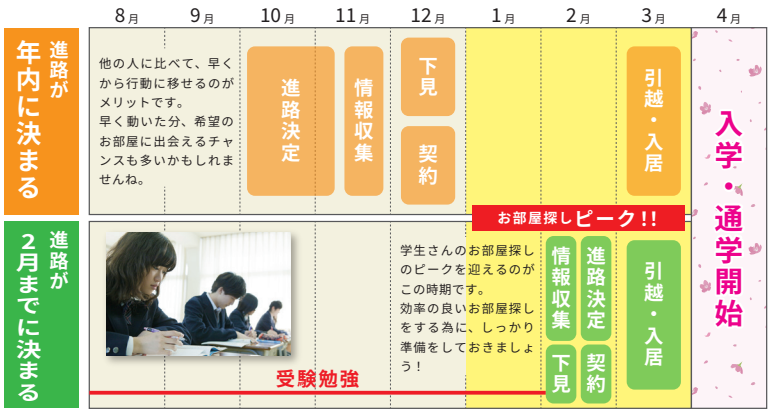 8月 9月 10月 11月 12月 1月 2月 3月 4月
進路が
年内に決まる
他の人に比べて、早く
から行動に移せるのが
メリットです。
早く動いた分、希望の
お部屋に出会えるチャ
ンスも多いかもしれま
せんね。
進路決定
情報収集
下見
契約
引越・入居
入学・通学開始
お部屋探しピーク!!
進路が
2月までに決まる
学生さんのお部屋探し
のピークを迎えるのが
この時期です。
効率の良いお部屋探し
をする為に、しっかり
準備をしておきましょ
う!
受験勉強
情報収集
進路決定
下見
契約
引越・入居